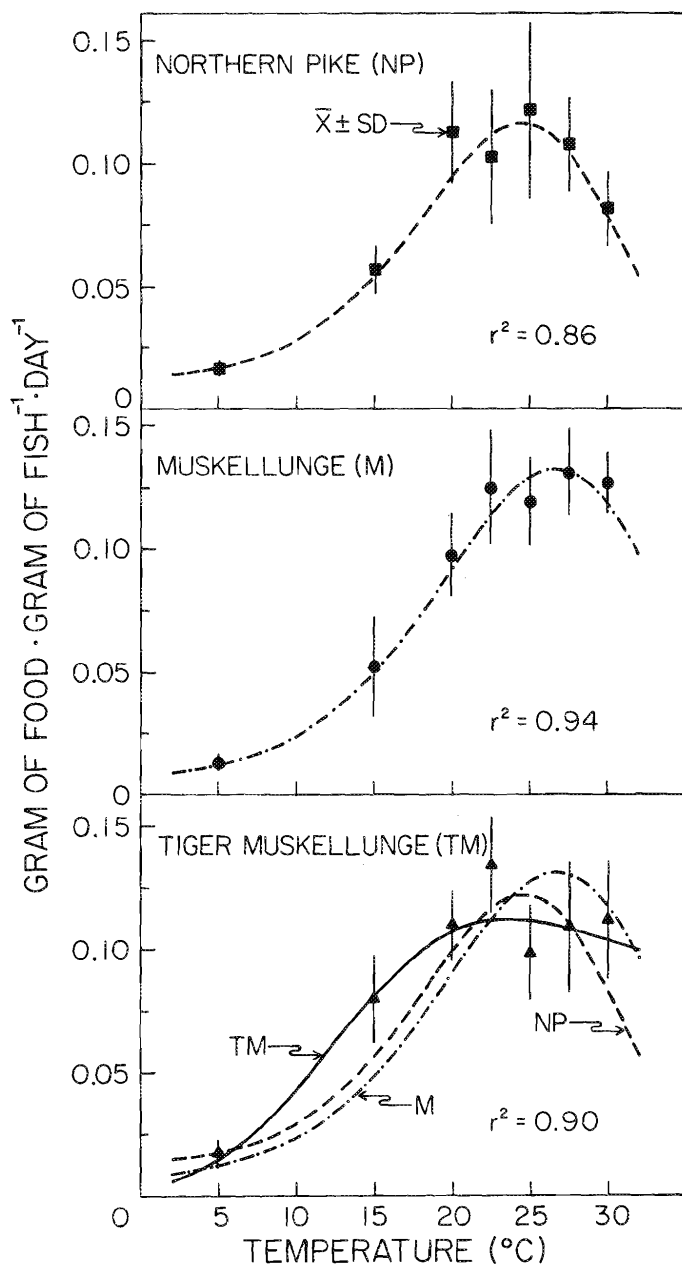 GRAM OF FOOD · GRAM OF FISH⁻¹ · DAY⁻¹
0.15
NORTHERN PIKE (NP)
X̄ ± SD
0.10
0.05
r² = 0.86
0
0.15
MUSKELLUNGE (M)
0.10
0.05
r² = 0.94
0
0.15
TIGER MUSKELLUNGE (TM)
0.10
NP
TM
0.05
M
r² = 0.90
0
5 10 15 20 25 30
TEMPERATURE (°C)